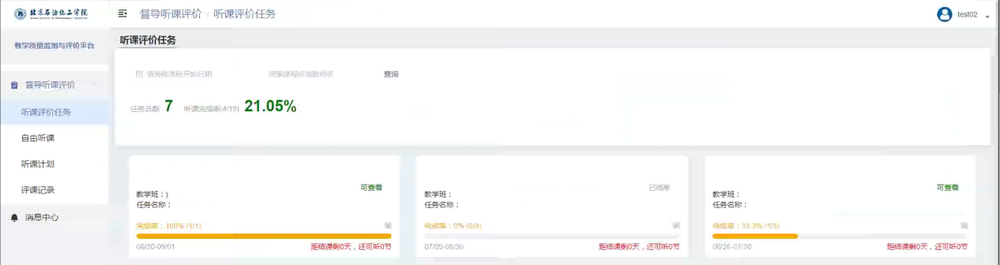 北京石油化工学院
督导听课评价 / 听课评价任务
test02
教学质量监测与评价平台
听课评价任务
督导听课评价
听课评价任务
自由听课
听课计划
评课记录
消息中心
请选择课程开始日期
搜索课程名或教师名
查询
任务总数 7 听课完成率(4/19) 21.05%
可查看
教学班：)
任务名称：
完成率：100% (1/1)
周
08/30-09/01
距结课剩0天，还可听0节
已结束
教学班：
任务名称：
完成率：0% (0/3)
周
07/09-08/30
距结课剩0天，还可听0节
可查看
教学班：
任务名称：
完成率：33.3% (1/3)
周
06/26-07/30
距结课剩0天，还可听0节